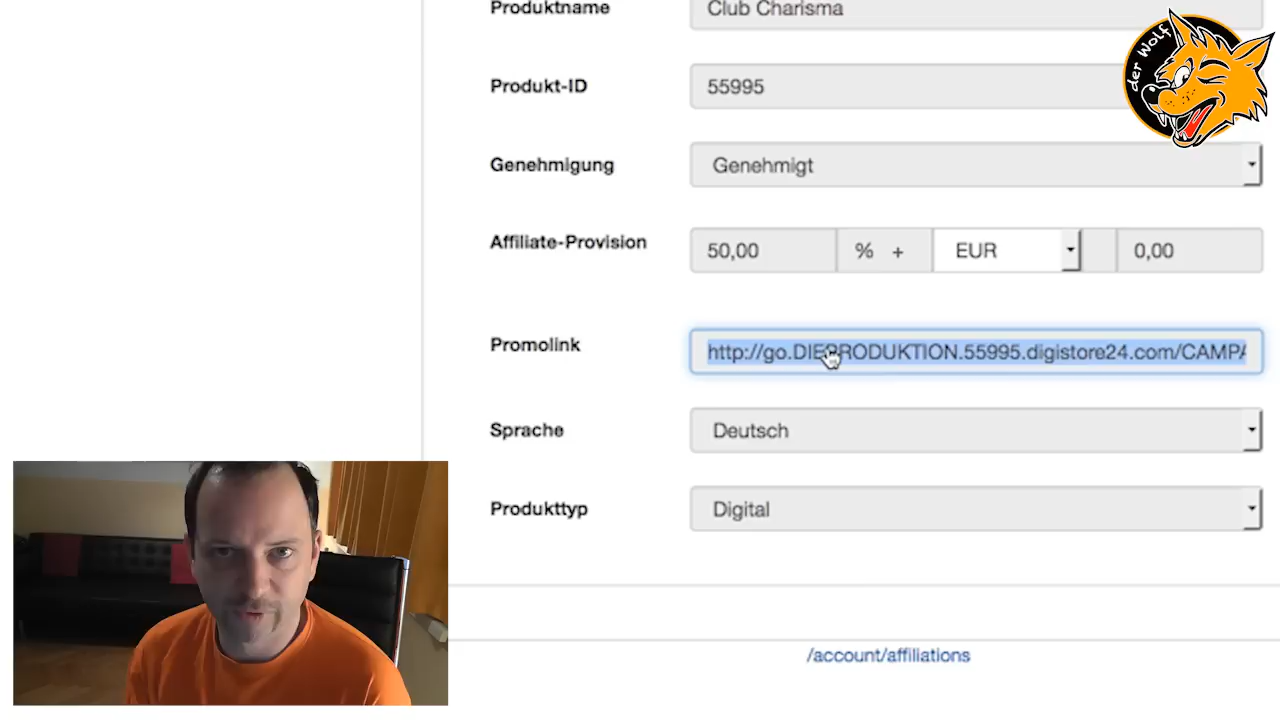 Produktname Club Charisma
der Wolf
Produkt-ID 55995
Genehmigung Genehmigt
Affiliate-Provision 50,00 % + EUR 0,00
Promolink http://go.DIEPRODUKTION.55995.digistore24.com/CAMPA
Sprache Deutsch
Produkttyp Digital
/account/affiliations